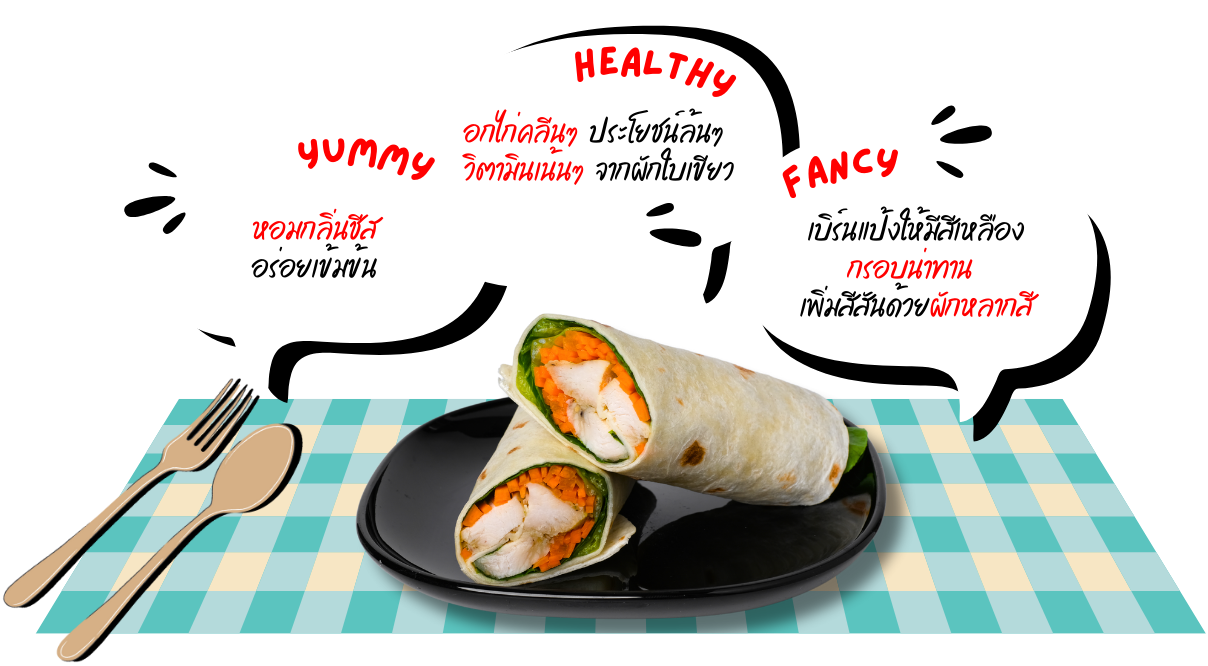 YUMMY
หอมกลิ่นชีส
อร่อยเข้มข้น
HEALTHY
อกไก่คลีนๆ ประโยชน์ล้นๆ
วิตามินเน้นๆ จากผักใบเขียว
FANCY
เบิร์นแป้งให้มีสีเหลือง
กรอบน่าทาน
เพิ่มสีสันด้วยผักหลากสี